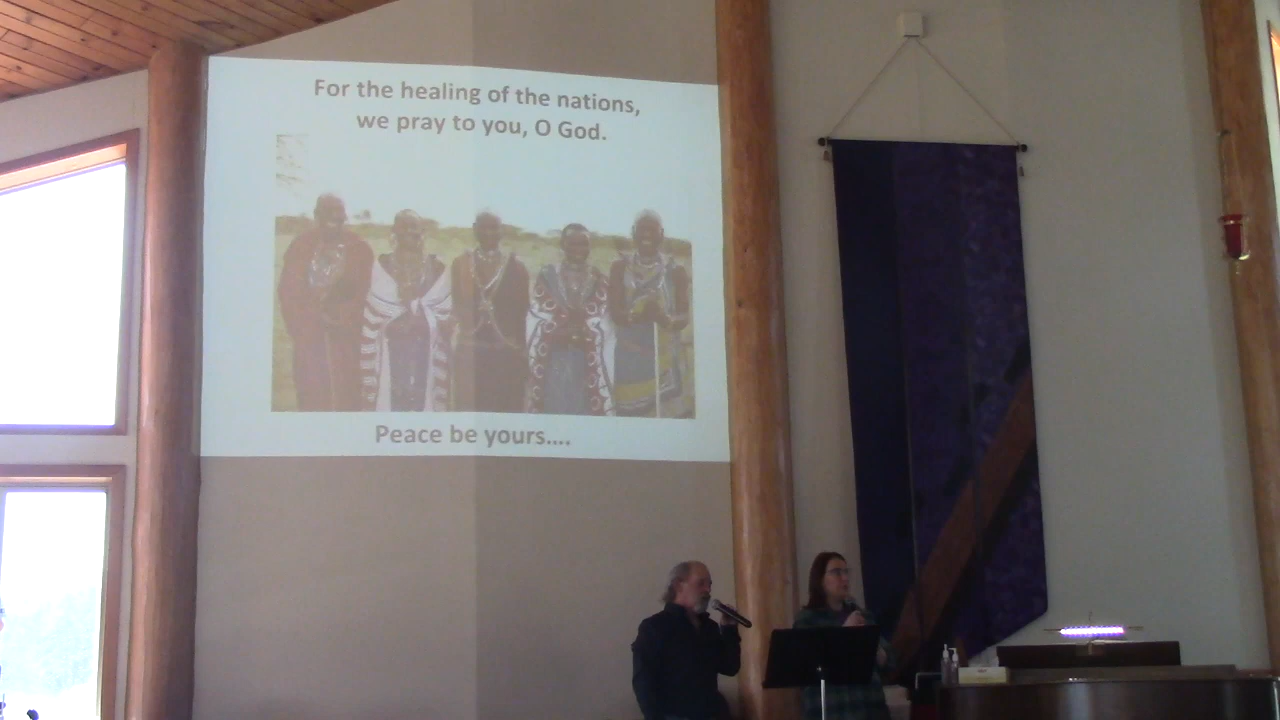 For the healing of the nations,
we pray to you, O God.
Peace be yours....